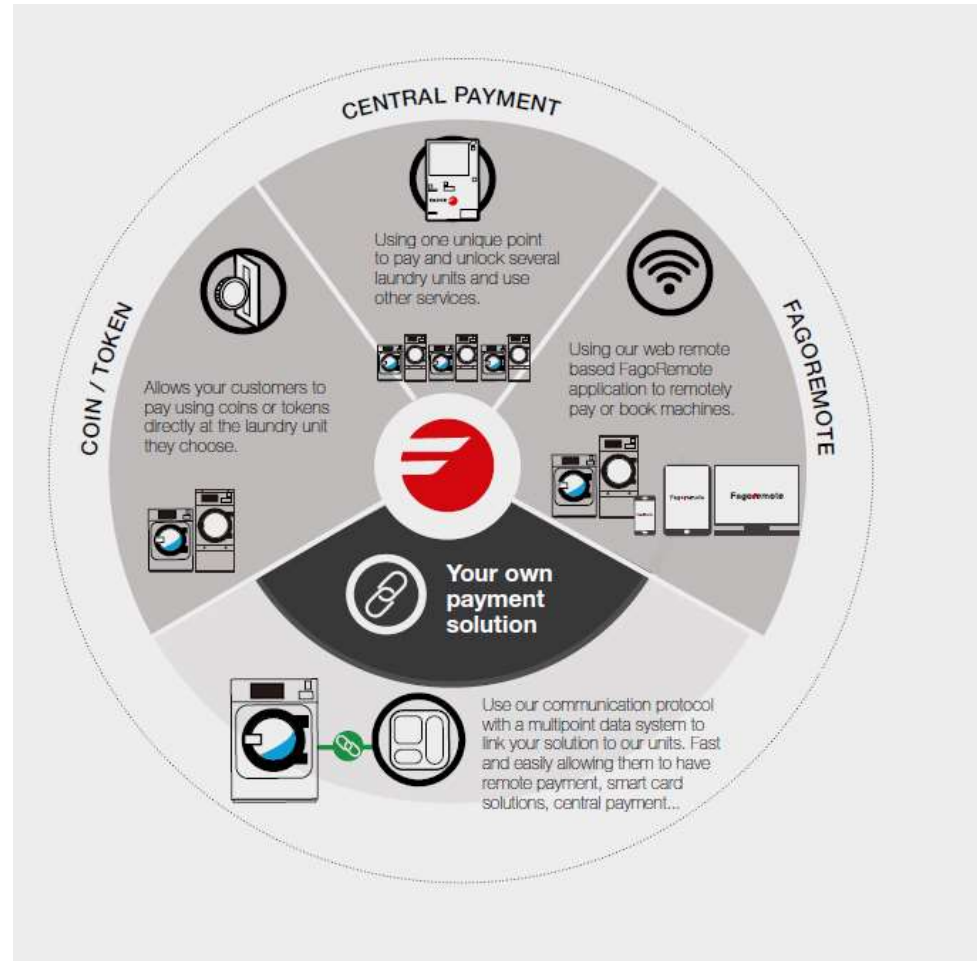 CENTRAL PAYMENT
Using one unique point
to pay and unlock several
laundry units and use
other services.
COIN / TOKEN
Allows your customers to
pay using coins or tokens
directly at the laundry unit
they choose.
FAGOREMOTE
Using our web remote
based FagoRemote
application to remotely
pay or book machines.
Fagoremote
Fagoremote
Your own
payment
solution
Use our communication protocol
with a multipoint data system to
link your solution to our units. Fast
and easily allowing them to have
remote payment, smart card
solutions, central payment...